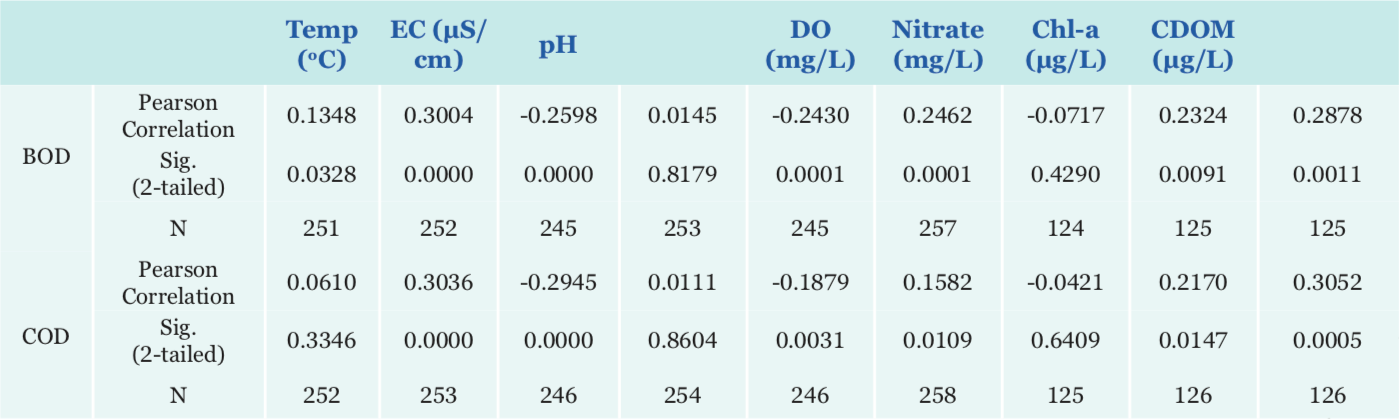 Temp (ºC) EC (μS/cm) pH DO (mg/L) Nitrate (mg/L) Chl-a (μg/L) CDOM (μg/L)
BOD
Pearson Correlation 0.1348 0.3004 -0.2598 0.0145 -0.2430 0.2462 -0.0717 0.2324 0.2878
Sig. (2-tailed) 0.0328 0.0000 0.0000 0.8179 0.0001 0.0001 0.4290 0.0091 0.0011
N 251 252 245 253 245 257 124 125 125
COD
Pearson Correlation 0.0610 0.3036 -0.2945 0.0111 -0.1879 0.1582 -0.0421 0.2170 0.3052
Sig. (2-tailed) 0.3346 0.0000 0.0000 0.8604 0.0031 0.0109 0.6409 0.0147 0.0005
N 252 253 246 254 246 258 125 126 126